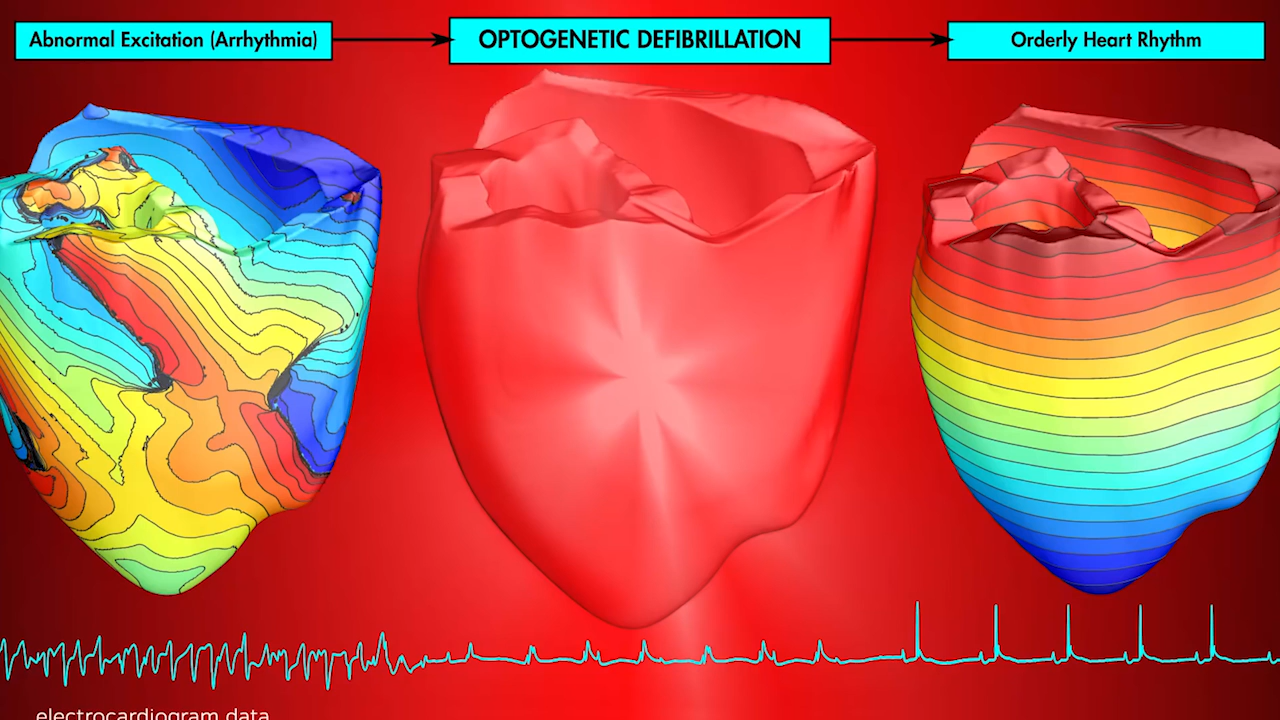 Abnormal Excitation (Arrhythmia)
OPTOGENETIC DEFIBRILLATION
Orderly Heart Rhythm
electrocardiogram data